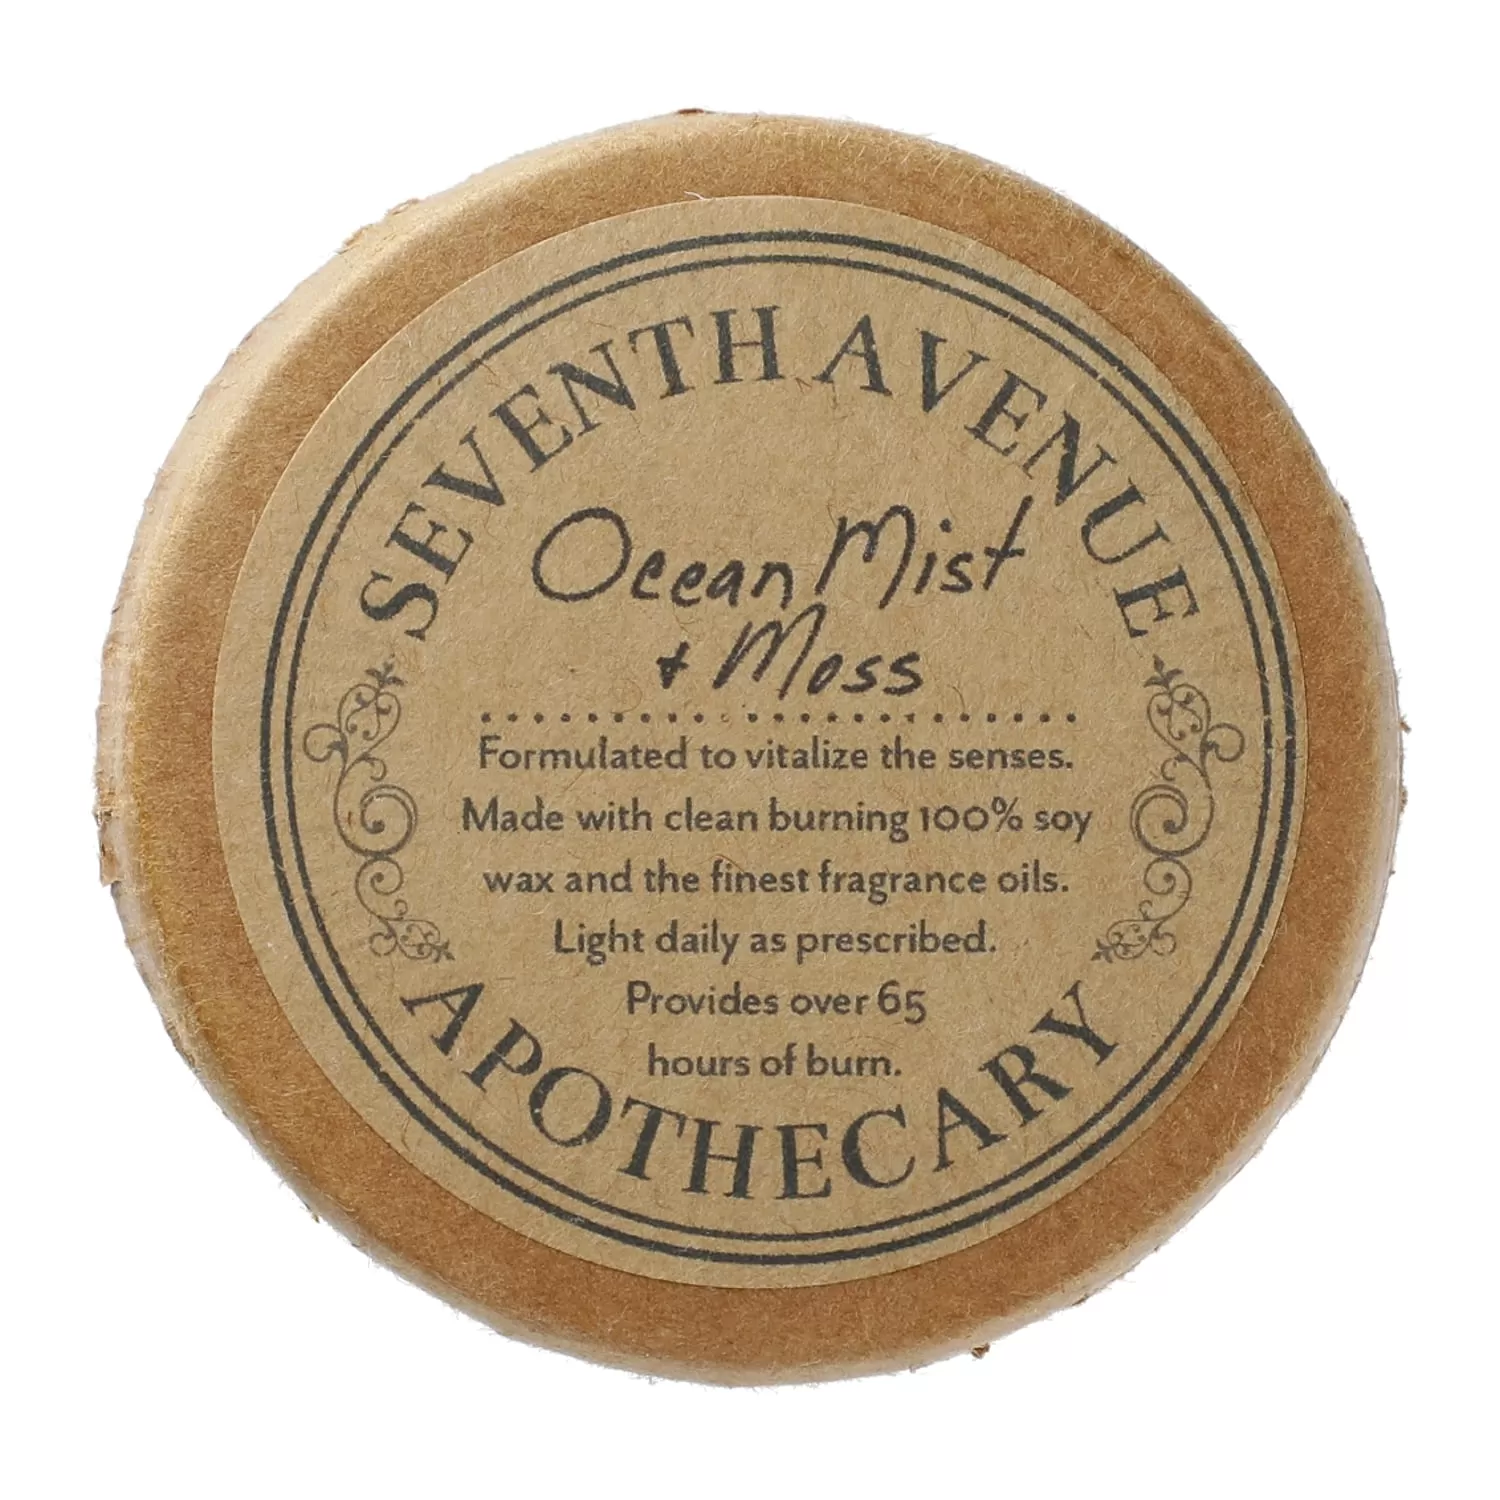 SEVENTH AVENUE
Ocean Mist
+ Moss
Formulated to vitalize the senses.
Made with clean burning 100% soy
wax and the finest fragrance oils.
Light daily as prescribed.
Provides over 65
hours of burn.
APOTHECARY